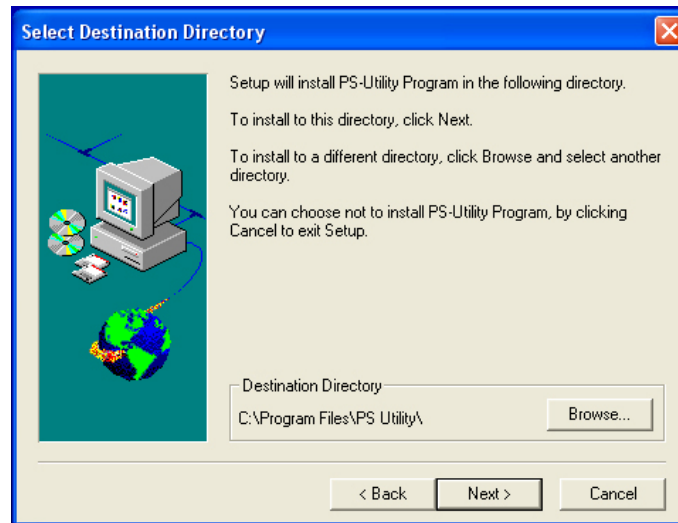 Select Destination Directory
Setup will install PS-Utility Program in the following directory.
To install to this directory, click Next.
To install to a different directory, click Browse and select another
directory.
You can choose not to install PS-Utility Program, by clicking
Cancel to exit Setup.
Destination Directory
C:\Program Files\PS Utility\
Browse...
< Back
Next >
Cancel